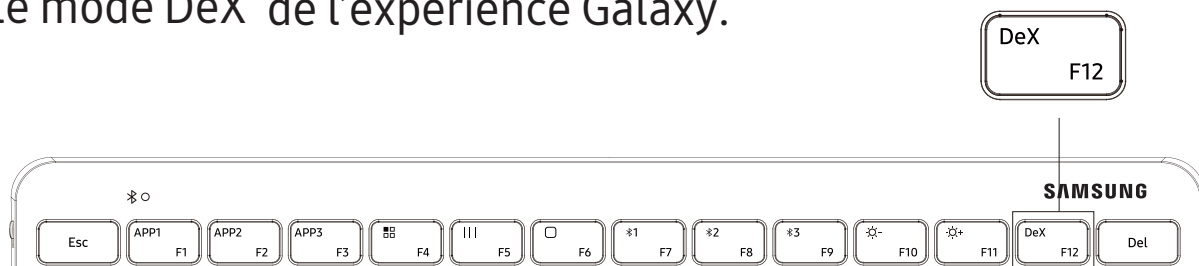 Le mode DeX de l'expérience Galaxy.
DeX
F12
SAMSUNG
Esc
APP1 F1
APP2 F2
APP3 F3
F4
F5
F6
1 F7
2 F8
3 F9
- F10
+ F11
DeX F12
Del